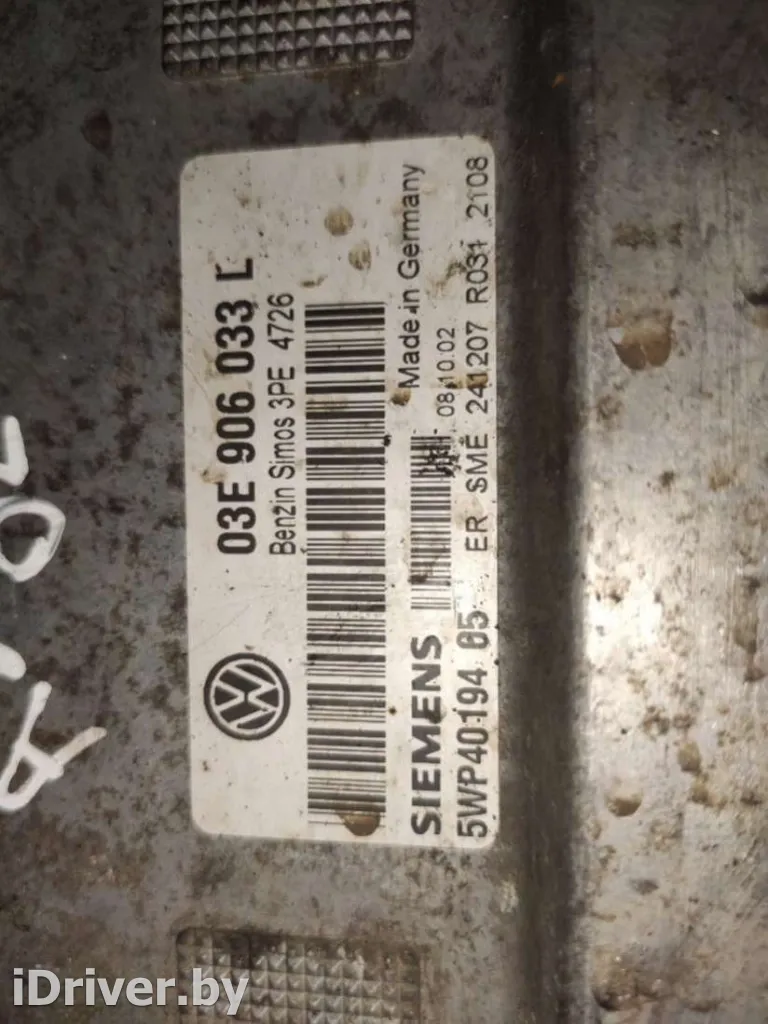 03E 906 033 L
Benzin Simos 3PE 4726
Made in Germany
SIEMENS
08.10.02
5WP40194 05 ER SME 241207 R031 2108
iDriver.by